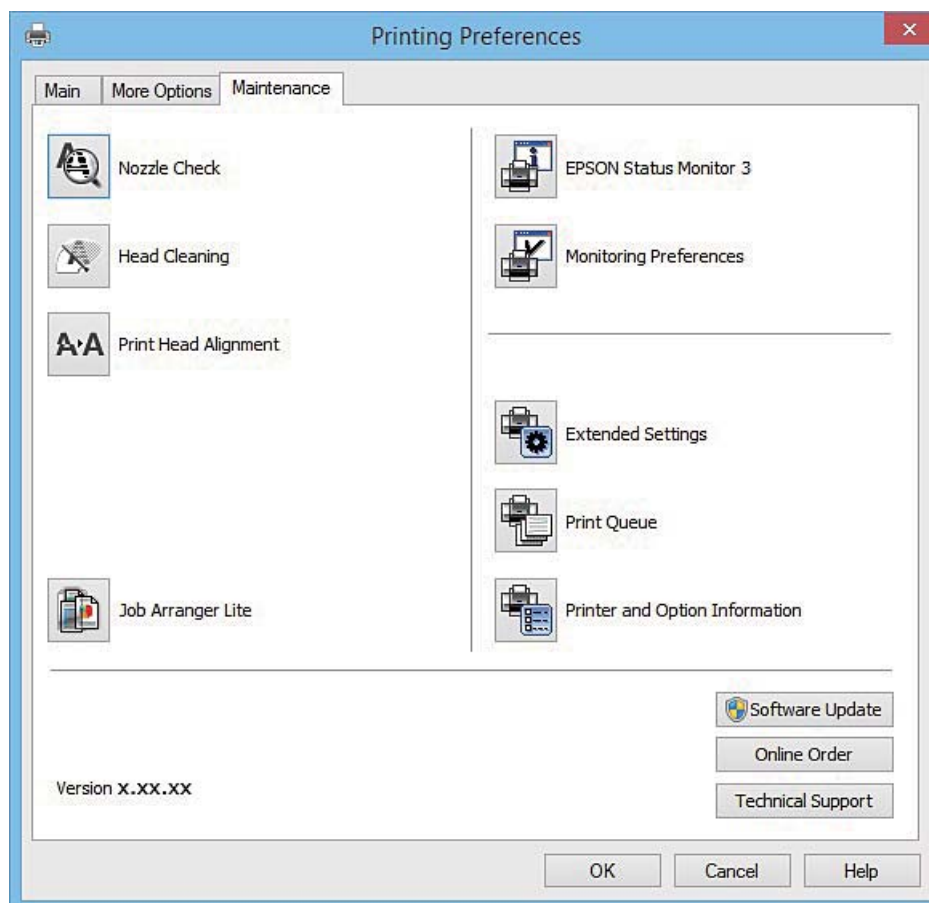 Printing Preferences
Main
More Options
Maintenance
Nozzle Check
Head Cleaning
A A Print Head Alignment
Job Arranger Lite
EPSON Status Monitor 3
Monitoring Preferences
Extended Settings
Print Queue
Printer and Option Information
Software Update
Online Order
Technical Support
Version x.xx.xx
OK
Cancel
Help